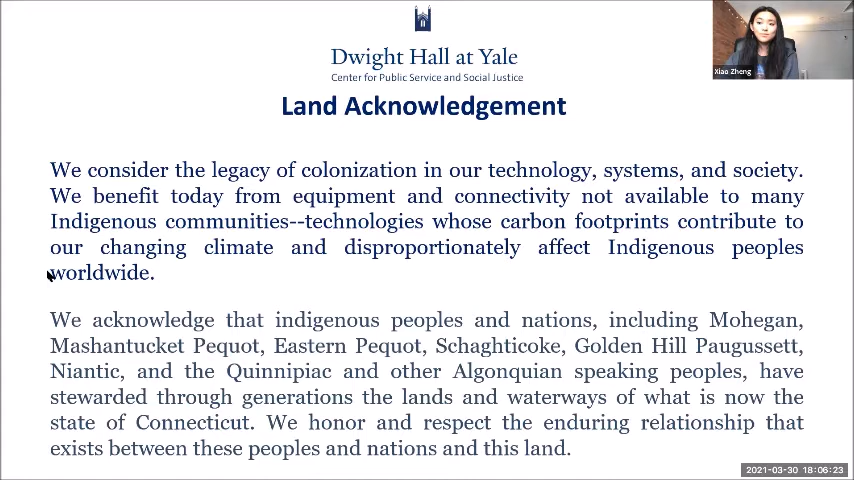 Dwight Hall at Yale
Center for Public Service and Social Justice
Xiao Zheng
Land Acknowledgement
We consider the legacy of colonization in our technology, systems, and society.
We benefit today from equipment and connectivity not available to many
Indigenous communities--technologies whose carbon footprints contribute to
our changing climate and disproportionately affect Indigenous peoples
worldwide.
We acknowledge that indigenous peoples and nations, including Mohegan,
Mashantucket Pequot, Eastern Pequot, Schaghticoke, Golden Hill Paugussett,
Niantic, and the Quinnipiac and other Algonquian speaking peoples, have
stewarded through generations the lands and waterways of what is now the
state of Connecticut. We honor and respect the enduring relationship that
exists between these peoples and nations and this land.
2021-03-30 18:06:23